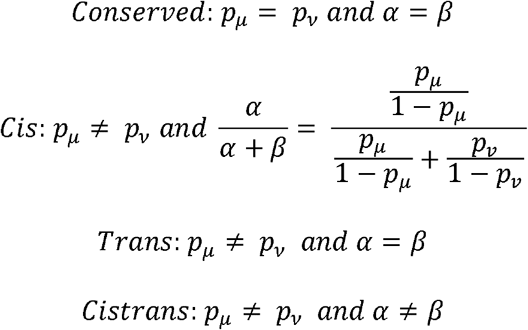 Conserved: p_μ = p_ν and α = β
Cis: p_μ ≠ p_ν and α/(α + β) = (p_μ/(1 − p_μ))/(p_μ/(1 − p_μ) + p_ν/(1 − p_ν))
Trans: p_μ ≠ p_ν and α = β
Cistrans: p_μ ≠ p_ν and α ≠ β